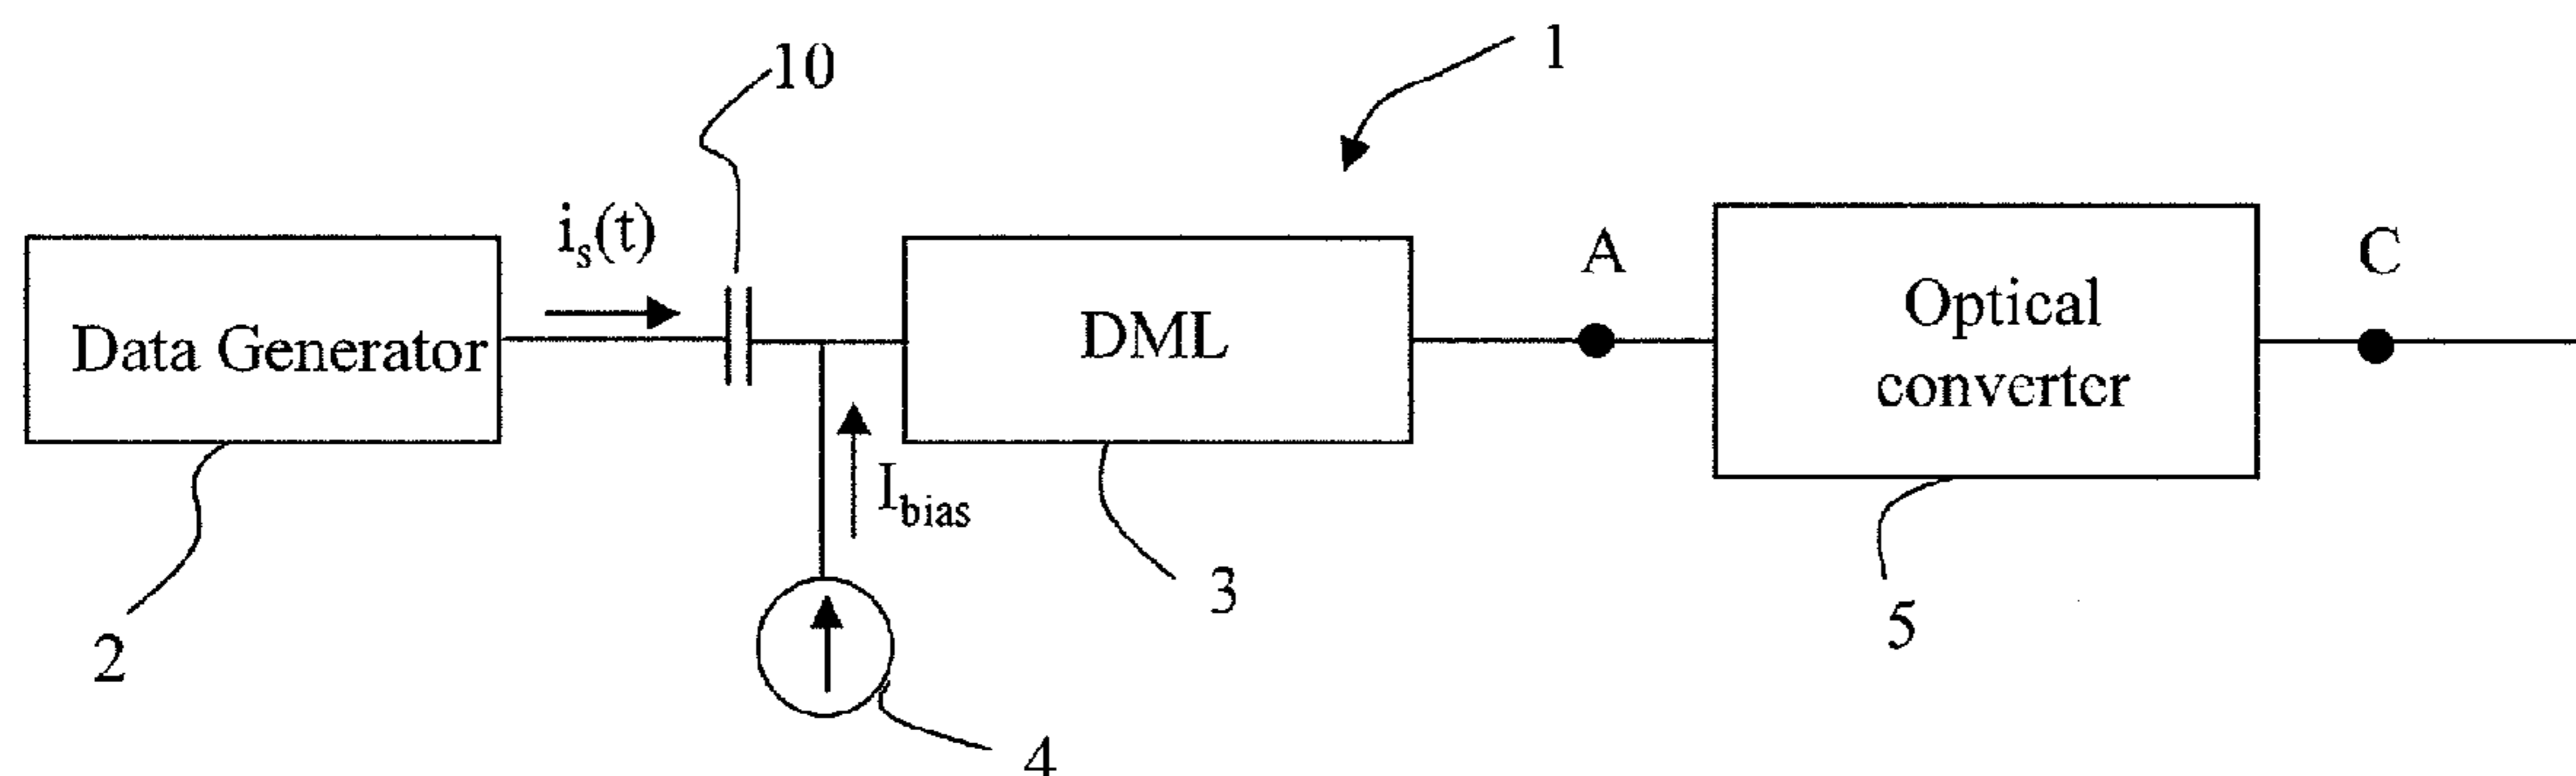 10
1
i_s(t)
A
C
Data Generator
DML
Optical
converter
I_bias
2
3
5
4